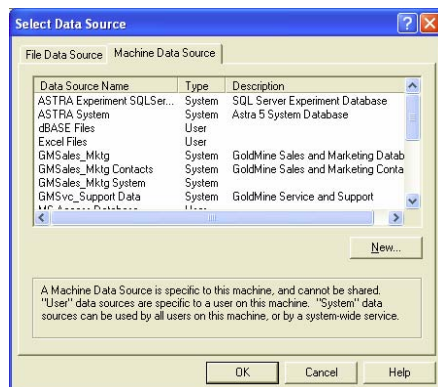 Select Data Source
File Data Source Machine Data Source
Data Source Name Type Description
ASTRA Experiment SQLSer... System SQL Server Experiment Database
ASTRA System System Astra 5 System Database
dBASE Files User
Excel Files User
GMSales_Mktg System GoldMine Sales and Marketing Datab
GMSales_Mktg Contacts System GoldMine Sales and Marketing Conta
GMSales_Mktg System System
GMSvc_Support Data System GoldMine Service and Support
MS Access Database User
New...
A Machine Data Source is specific to this machine, and cannot be shared.
"User" data sources are specific to a user on this machine. "System" data
sources can be used by all users on this machine, or by a system-wide service.
OK Cancel Help